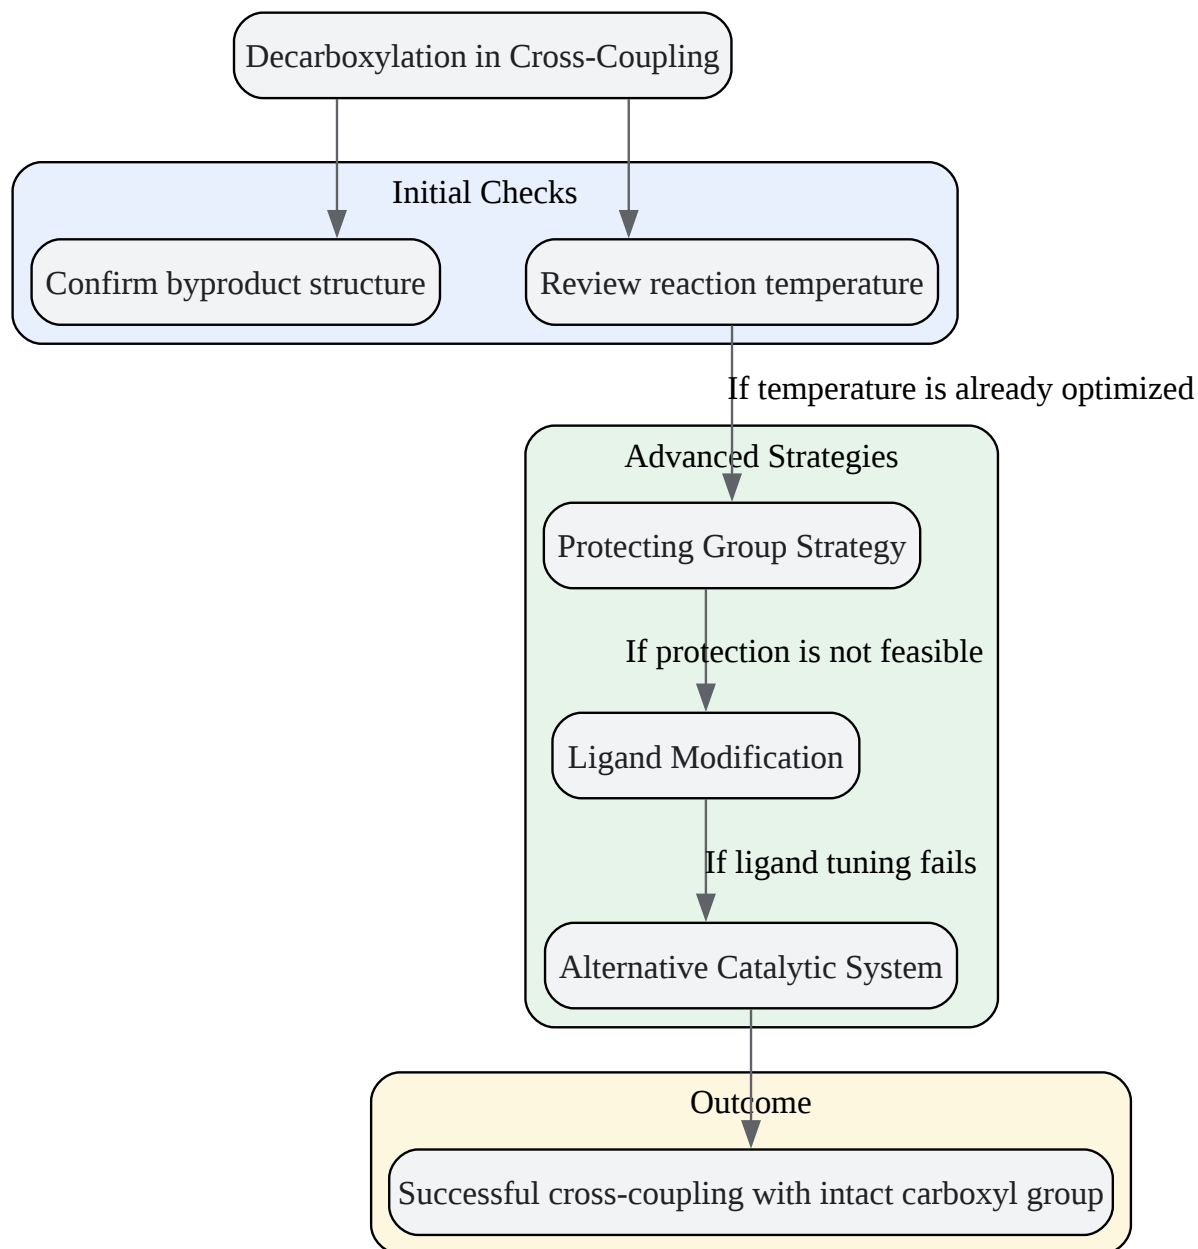 Decarboxylation in Cross-Coupling
Initial Checks
Confirm byproduct structure
Review reaction temperature
If temperature is already optimized
Advanced Strategies
Protecting Group Strategy
If protection is not feasible
Ligand Modification
If ligand tuning fails
Alternative Catalytic System
Outcome
Successful cross-coupling with intact carboxyl group